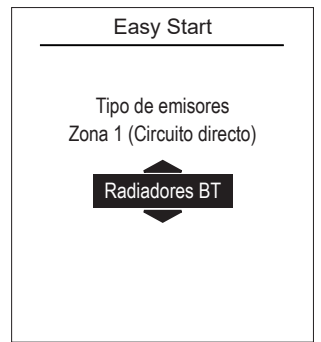 Easy Start
Tipo de emisores
Zona 1 (Circuito directo)
Radiadores BT